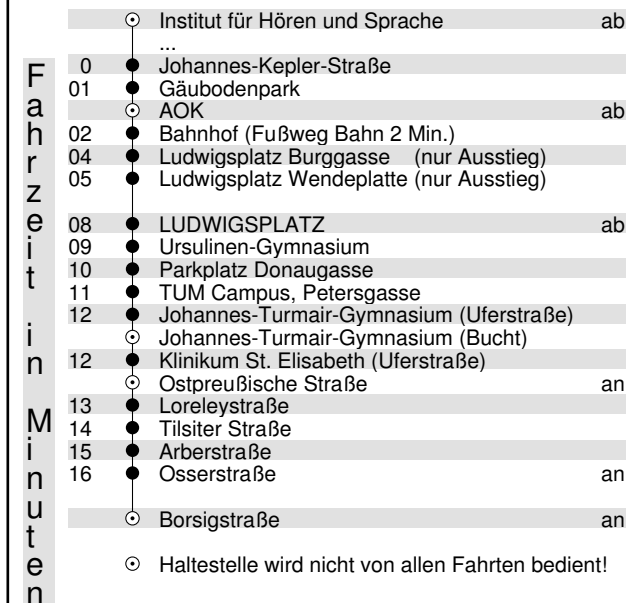 Institut für Hören und Sprache ab
...
0 Johannes-Kepler-Straße
01 Gäubodenpark
AOK ab
02 Bahnhof (Fußweg Bahn 2 Min.)
04 Ludwigsplatz Burggasse (nur Ausstieg)
05 Ludwigsplatz Wendeplatte (nur Ausstieg)
08 LUDWIGSPLATZ ab
09 Ursulinen-Gymnasium
10 Parkplatz Donaugasse
11 TUM Campus, Petersgasse
12 Johannes-Turmair-Gymnasium (Uferstraße)
Johannes-Turmair-Gymnasium (Bucht)
12 Klinikum St. Elisabeth (Uferstraße)
Ostpreußische Straße an
13 Loreleystraße
14 Tilsiter Straße
15 Arberstraße
16 Osserstraße an
Borsigstraße an
Haltestelle wird nicht von allen Fahrten bedient!
Fahrzeit in Minuten